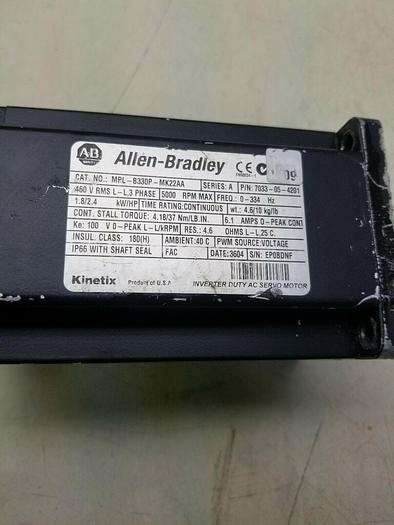 AB
Allen-Bradley
09
CAT. NO.: MPL-B330P-MK22AA SERIES: A P/N: 7033-05-4201
460 V RMS L-L,3 PHASE 5000 RPM MAX FREQ.: 0-334 Hz
1.8/2.4 kW/HP TIME RATING:CONTINUOUS wt.: 4.6/10 kg/lb
CONT. STALL TORQUE: 4.18/37 Nm/LB.IN. 6.1 AMPS 0-PEAK CONT
Ke: 100 V 0-PEAK L-L/kRPM RES.: 4.6 OHMS L-L,25 C.
INSUL. CLASS: 180(H) AMBIENT:40 C PWM SOURCE:VOLTAGE
IP66 WITH SHAFT SEAL FAC DATE:3604 S/N: EP0BDNF
Kinetix Product of U.S.A INVERTER DUTY AC SERVO MOTOR